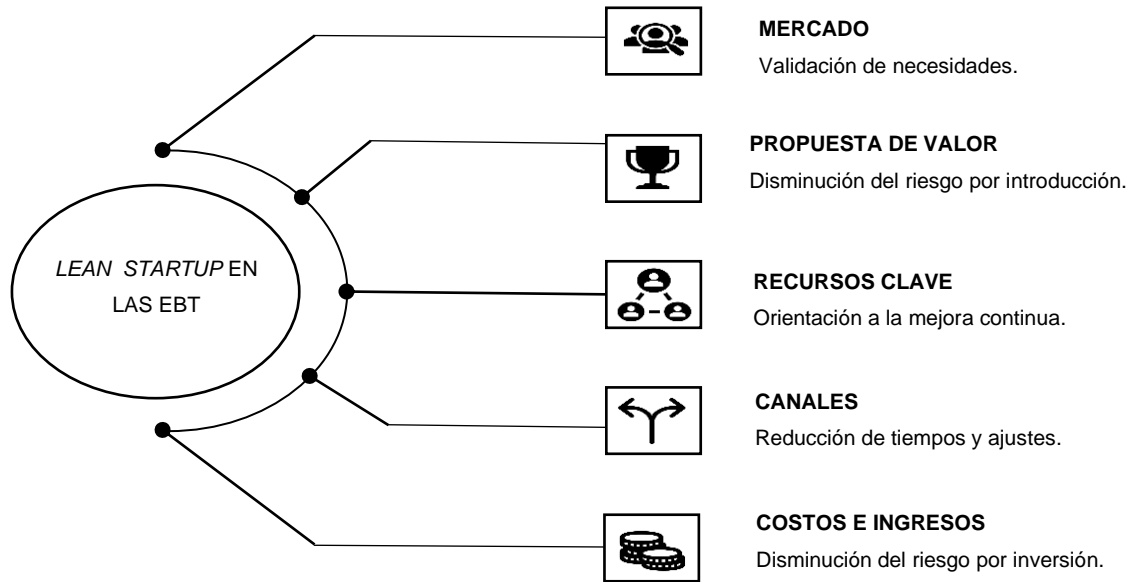 MERCADO
Validación de necesidades.
PROPUESTA DE VALOR
Disminución del riesgo por introducción.
LEAN STARTUP EN
LAS EBT
RECURSOS CLAVE
Orientación a la mejora continua.
CANALES
Reducción de tiempos y ajustes.
COSTOS E INGRESOS
Disminución del riesgo por inversión.